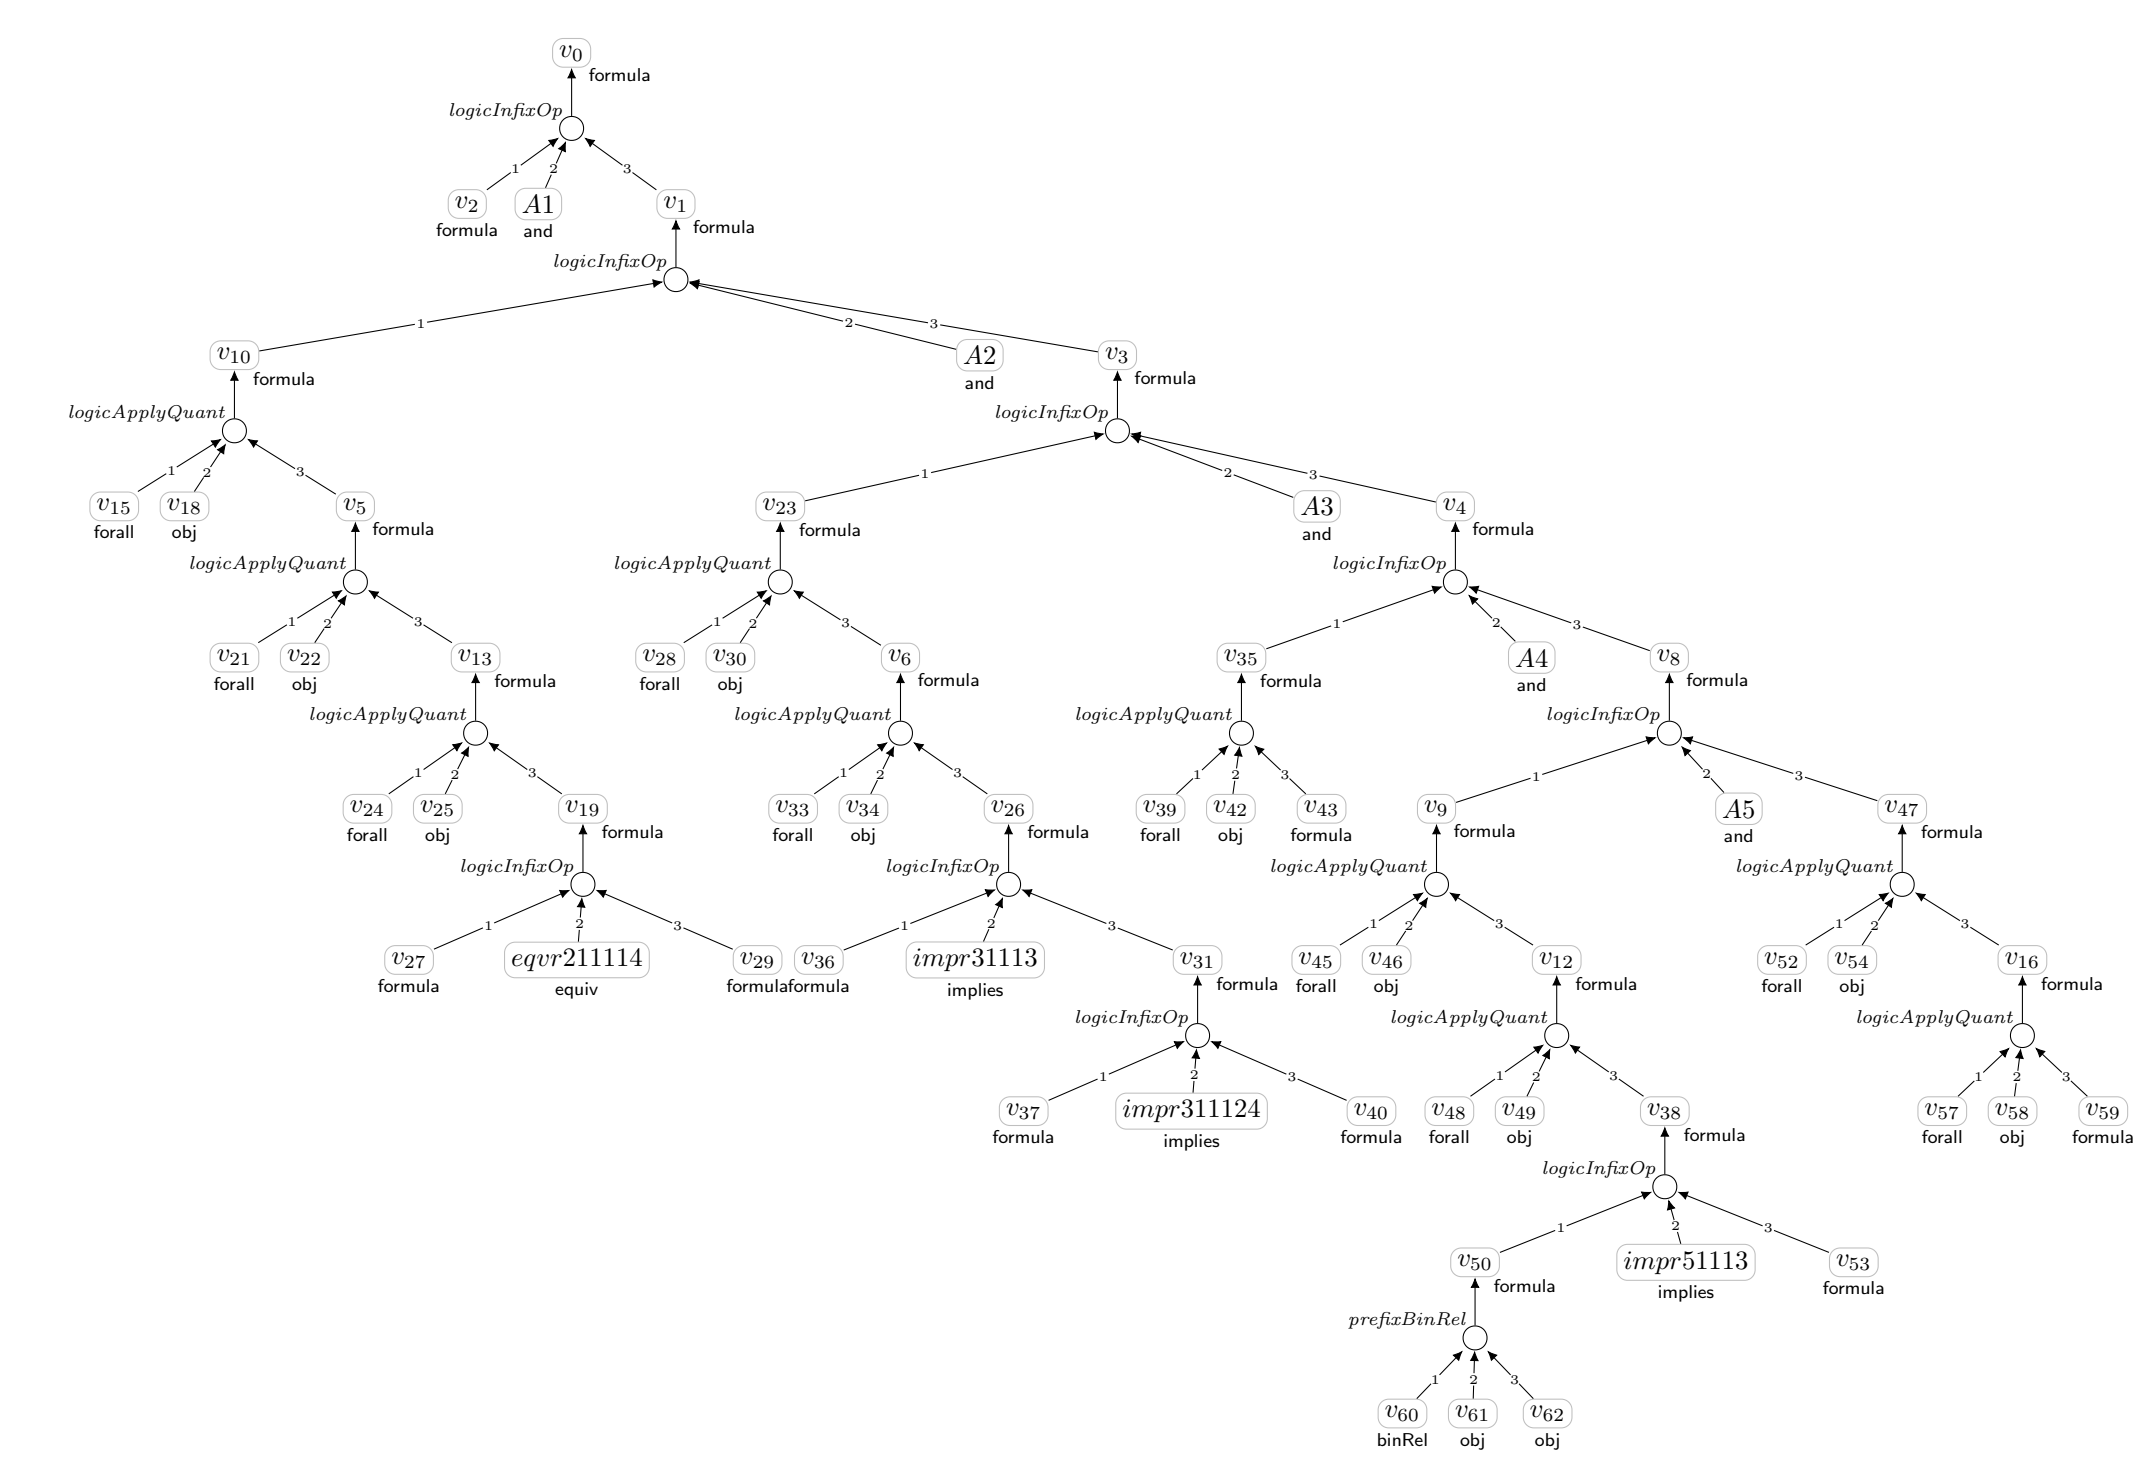 v0
formula
logicInfixOp
1 2 3
v2 A1 v1
formula and formula
logicInfixOp
1 2 3
v10 A2 v3
formula and formula
logicApplyQuant logicInfixOp
1 2 3 1 2 3
v15 v18 v5 v23 A3 v4
forall obj formula formula and formula
logicApplyQuant logicApplyQuant logicInfixOp
1 2 3 1 2 3 1 2 3
v21 v22 v13 v28 v30 v6 v35 A4 v8
forall obj formula forall obj formula formula and formula
logicApplyQuant logicApplyQuant logicApplyQuant logicInfixOp
1 2 3 1 2 3 1 2 3 1 2 3
v24 v25 v19 v33 v34 v26 v39 v42 v43 v9 A5 v47
forall obj formula forall obj formula forall obj formula formula and formula
logicInfixOp logicInfixOp logicApplyQuant logicApplyQuant
1 2 3 1 2 3 1 2 3 1 2 3
v27 eqvr211114 v29 v36 impr31113 v31 v45 v46 v12 v52 v54 v16
formula equiv formula formula implies formula forall obj formula forall obj formula
logicInfixOp logicApplyQuant logicApplyQuant
1 2 3 1 2 3 1 2 3
v37 impr311124 v40 v48 v49 v38 v57 v58 v59
formula implies formula forall obj formula forall obj formula
logicInfixOp
1 2 3
v50 impr51113 v53
formula implies formula
prefixBinRel
1 2 3
v60 v61 v62
binRel obj obj